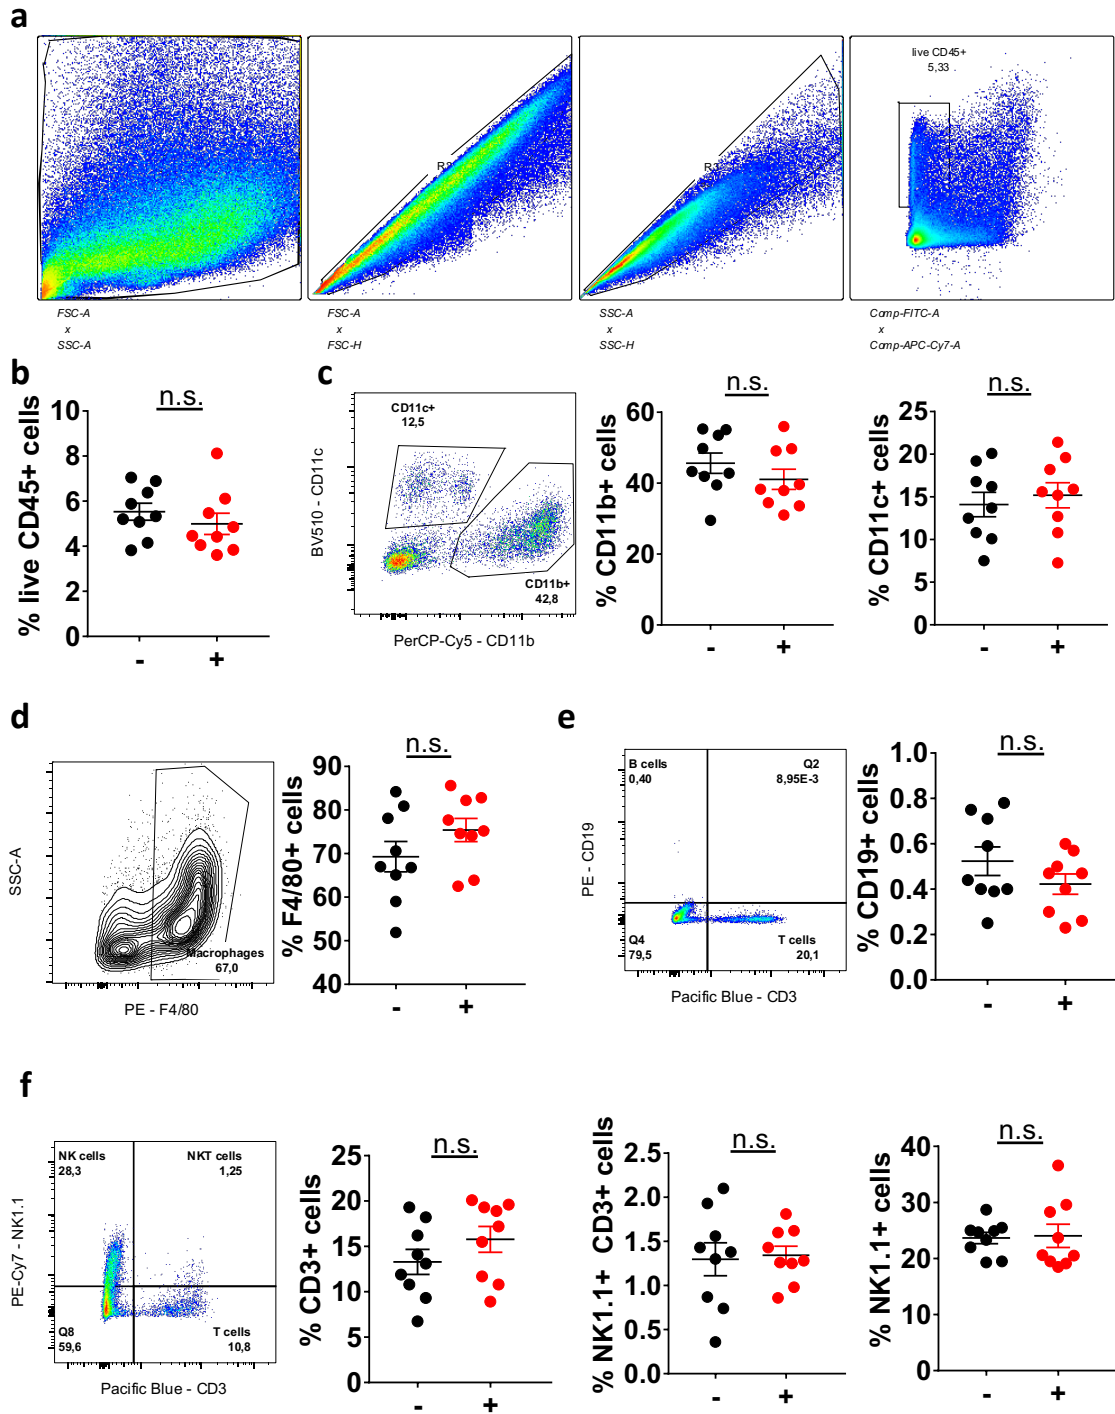 a
live CD45+
5,33
R2
R3
FSC-A
x
SSC-A
FSC-A
x
FSC-H
SSC-A
x
SSC-H
Comp-FITC-A
x
Comp-APC-Cy7-A
b
n.s.
% live CD45+ cells
10
8
6
4
2
0
-
+
c
CD11c+
12,5
BV510 - CD11c
CD11b+
42,8
PerCP-Cy5 - CD11b
n.s.
% CD11b+ cells
60
40
20
0
-
+
n.s.
% CD11c+ cells
25
20
15
10
5
0
-
+
d
SSC-A
Macrophages
67,0
PE - F4/80
n.s.
% F4/80+ cells
90
80
70
60
50
40
-
+
e
B cells
0,40
Q2
8,95E-3
PE - CD19
Q4
79,5
T cells
20,1
Pacific Blue - CD3
n.s.
% CD19+ cells
1.0
0.8
0.6
0.4
0.2
0.0
-
+
f
NK cells
28,3
NKT cells
1,25
PE-Cy7 - NK1.1
Q8
59,6
T cells
10,8
Pacific Blue - CD3
n.s.
% CD3+ cells
25
20
15
10
5
0
-
+
n.s.
% NK1.1+ CD3+ cells
2.5
2.0
1.5
1.0
0.5
0.0
-
+
n.s.
% NK1.1+ cells
40
30
20
10
0
-
+